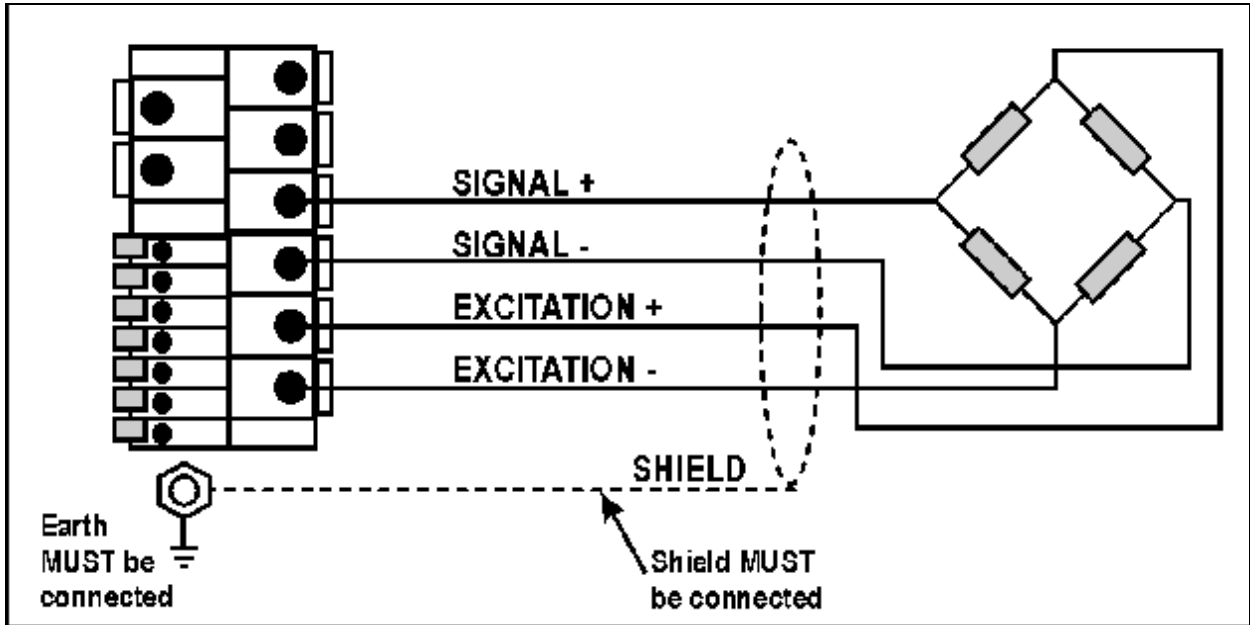 SIGNAL +
SIGNAL -
EXCITATION +
EXCITATION -
SHIELD
Earth
MUST be
connected
Shield MUST
be connected